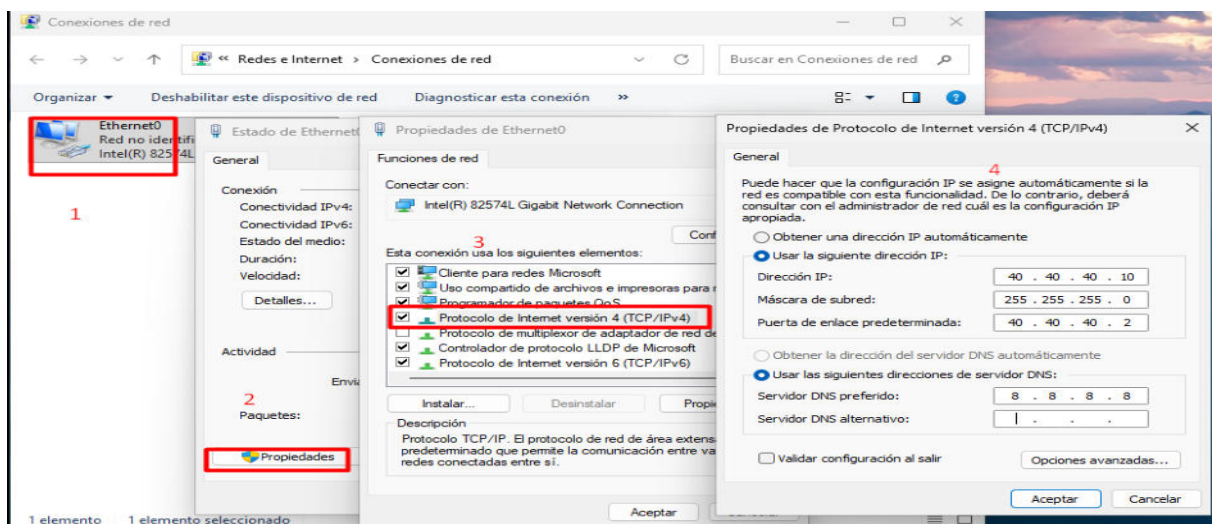 Conexiones de red
« Redes e Internet > Conexiones de red
Buscar en Conexiones de red
Organizar
Deshabilitar este dispositivo de red
Diagnosticar esta conexión
»
Ethernet0
Red no identifi
Intel(R) 82574L
1
Estado de Ethernet
General
Conexión
Conectividad IPv4:
Conectividad IPv6:
Estado del medio:
Duración:
Velocidad:
Detalles...
Actividad
Envia
2
Paquetes:
Propiedades
Propiedades de Ethernet0
Funciones de red
Conectar con:
Intel(R) 82574L Gigabit Network Connection
Conf
3
Esta conexión usa los siguientes elementos:
Cliente para redes Microsoft
Uso compartido de archivos e impresoras para r
Programador de paquetes QoS
Protocolo de Internet versión 4 (TCP/IPv4)
Protocolo de multiplexor de adaptador de red de
Controlador de protocolo LLDP de Microsoft
Protocolo de Internet versión 6 (TCP/IPv6)
Instalar...
Desinstalar
Propi
Descripción
Protocolo TCP/IP. El protocolo de red de área extens
predeterminado que permite la comunicación entre va
redes conectadas entre sí.
Aceptar
Propiedades de Protocolo de Internet versión 4 (TCP/IPv4)
General
4
Puede hacer que la configuración IP se asigne automáticamente si la
red es compatible con esta funcionalidad. De lo contrario, deberá
consultar con el administrador de red cuál es la configuración IP
apropiada.
Obtener una dirección IP automáticamente
Usar la siguiente dirección IP:
Dirección IP: 40 . 40 . 40 . 10
Máscara de subred: 255 . 255 . 255 . 0
Puerta de enlace predeterminada: 40 . 40 . 40 . 2
Obtener la dirección del servidor DNS automáticamente
Usar las siguientes direcciones de servidor DNS:
Servidor DNS preferido: 8 . 8 . 8 . 8
Servidor DNS alternativo: . . .
Validar configuración al salir
Opciones avanzadas...
Aceptar
Cancelar
1 elemento
1 elemento seleccionado